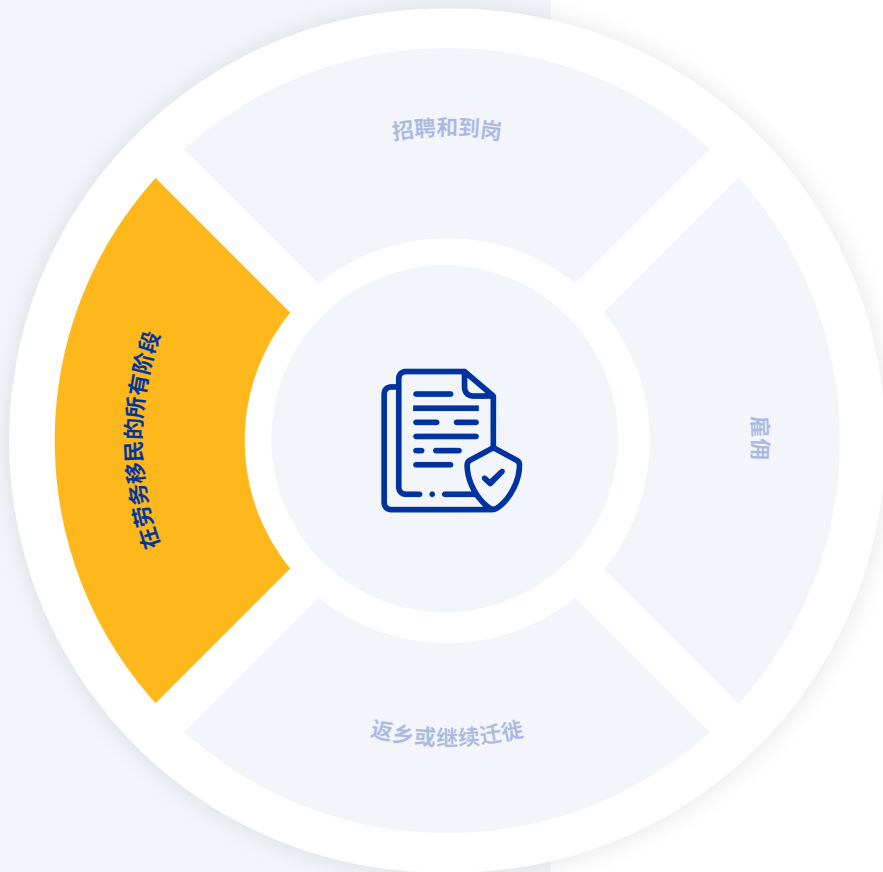 招聘和到岗
在劳务移民的所有阶段
雇佣
返乡或继续迁徙